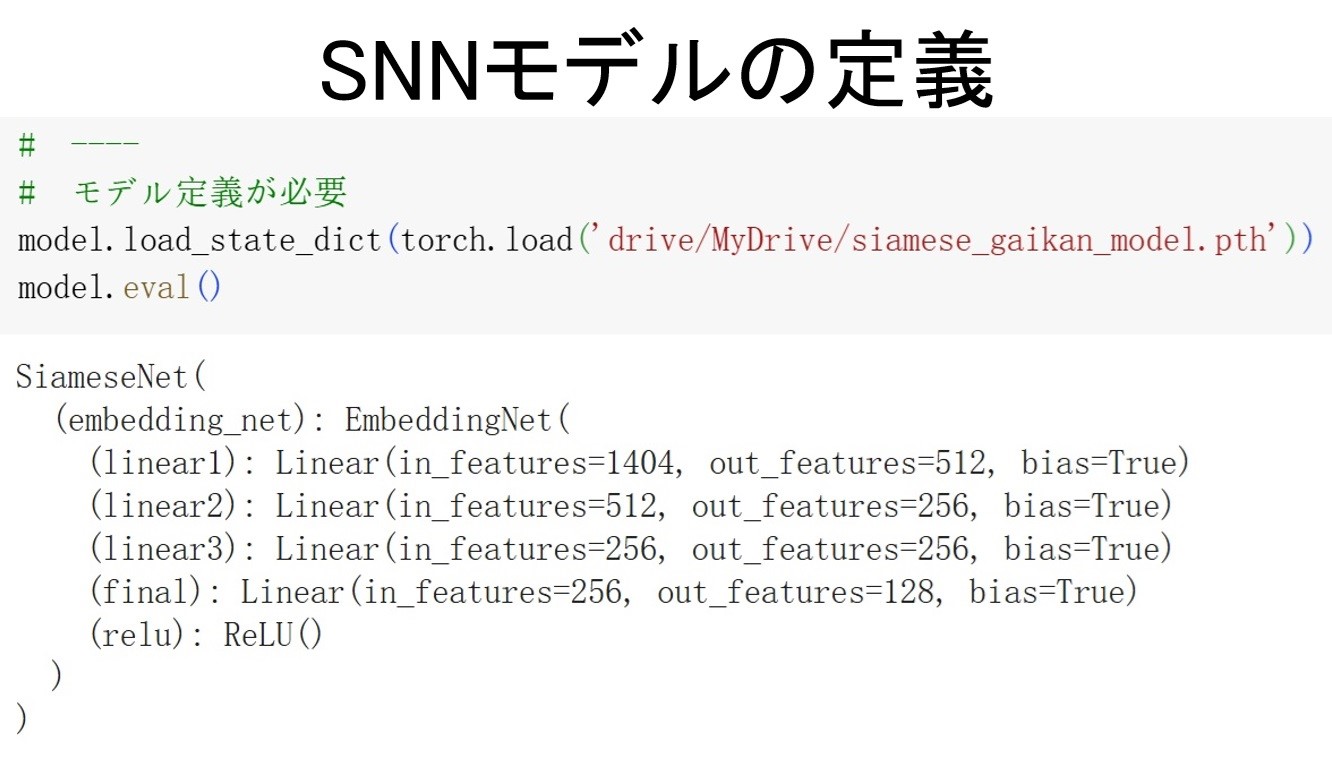 SNNモデルの定義
# ----
# モデル定義が必要
model.load_state_dict(torch.load('drive/MyDrive/siamese_gaikan_model.pth'))
model.eval()
SiameseNet(
(embedding_net): EmbeddingNet(
(linear1): Linear(in_features=1404, out_features=512, bias=True)
(linear2): Linear(in_features=512, out_features=256, bias=True)
(linear3): Linear(in_features=256, out_features=256, bias=True)
(final): Linear(in_features=256, out_features=128, bias=True)
(relu): ReLU()
)
)